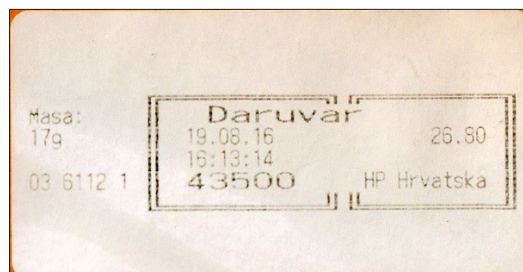 Daruvar
Masa:
17g
19.08.16
26.80
16:13:14
03 6112 1
43500
HP Hrvatska